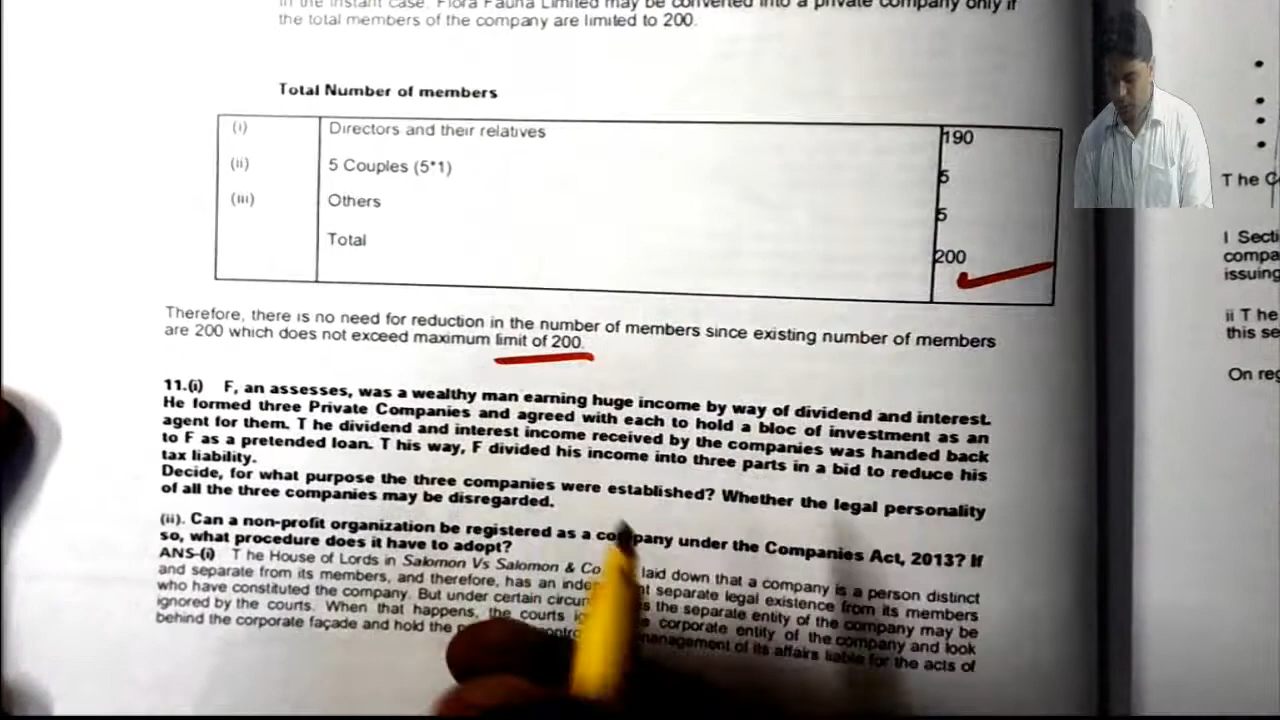 In the instant case, Flora Fauna Limited may be converted into a private company only if
the total members of the company are limited to 200.
Total Number of members
(i) Directors and their relatives 190
(ii) 5 Couples (5*1) 5
(iii) Others 5
Total 200
Therefore, there is no need for reduction in the number of members since existing number of members
are 200 which does not exceed maximum limit of 200.
11.(i) F, an assesses, was a wealthy man earning huge income by way of dividend and interest.
He formed three Private Companies and agreed with each to hold a bloc of investment as an
agent for them. T he dividend and interest income received by the companies was handed back
to F as a pretended loan. T his way, F divided his income into three parts in a bid to reduce his
tax liability.
Decide, for what purpose the three companies were established? Whether the legal personality
of all the three companies may be disregarded.
(ii). Can a non-profit organization be registered as a company under the Companies Act, 2013? If
so, what procedure does it have to adopt?
ANS-(i) T he House of Lords in Salomon Vs Salomon & Co laid down that a company is a person distinct
and separate from its members, and therefore, has an separate legal existence from its members
who have constituted the company. But under certain the separate entity of the company may be
ignored by the courts. When that happens, the courts corporate entity of the company and look
behind the corporate façade and hold the management of its affairs liable for the acts of
T he
I Secti
compa
issuing
ii T he
this se
On reg